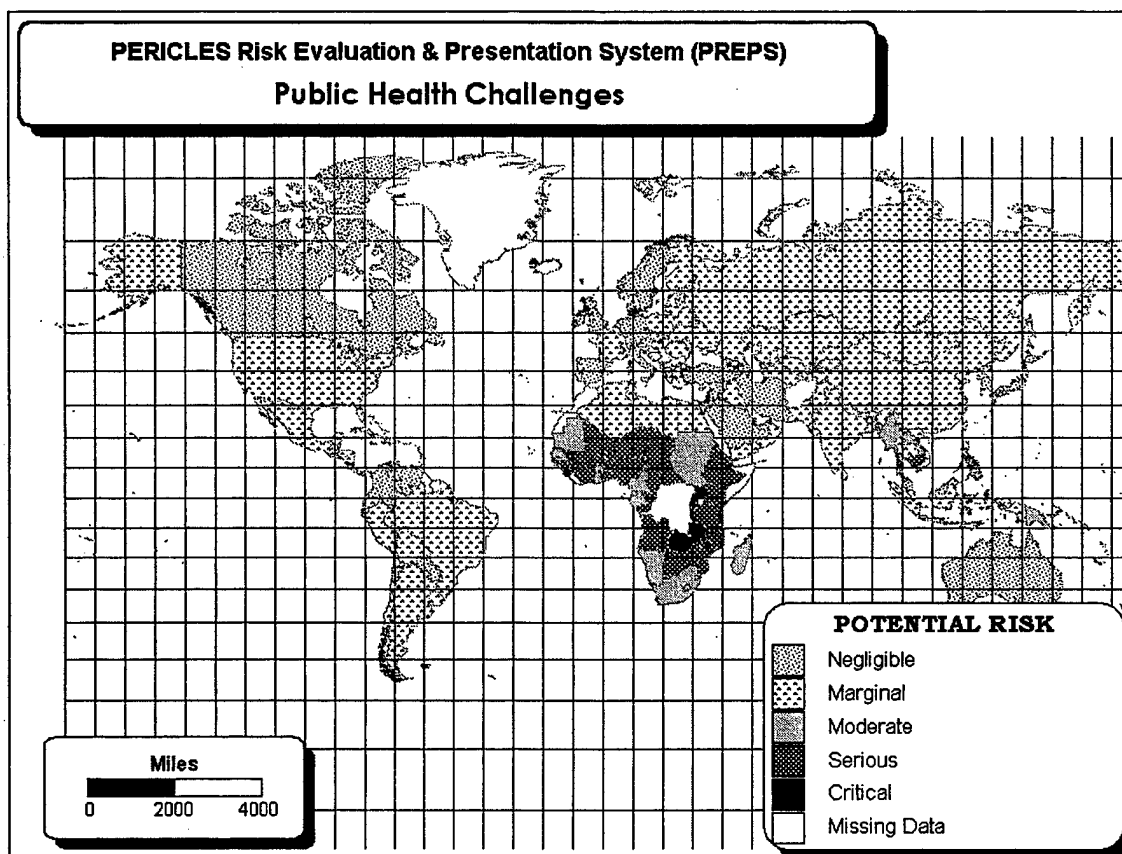 PERICLES Risk Evaluation & Presentation System (PREPS)
Public Health Challenges
POTENTIAL RISK
Negligible
Marginal
Moderate
Serious
Critical
Missing Data
Miles
0 2000 4000